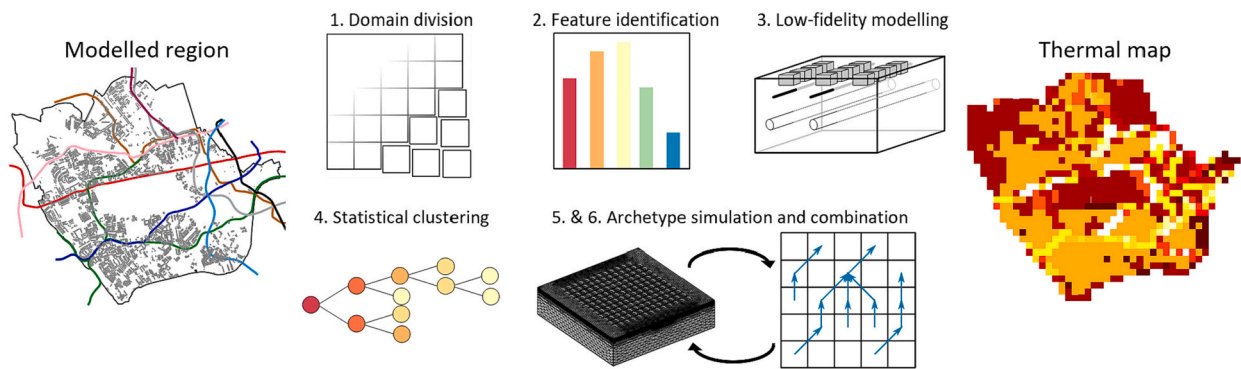 Modelled region
1. Domain division
2. Feature identification
3. Low-fidelity modelling
4. Statistical clustering
5. & 6. Archetype simulation and combination
Thermal map